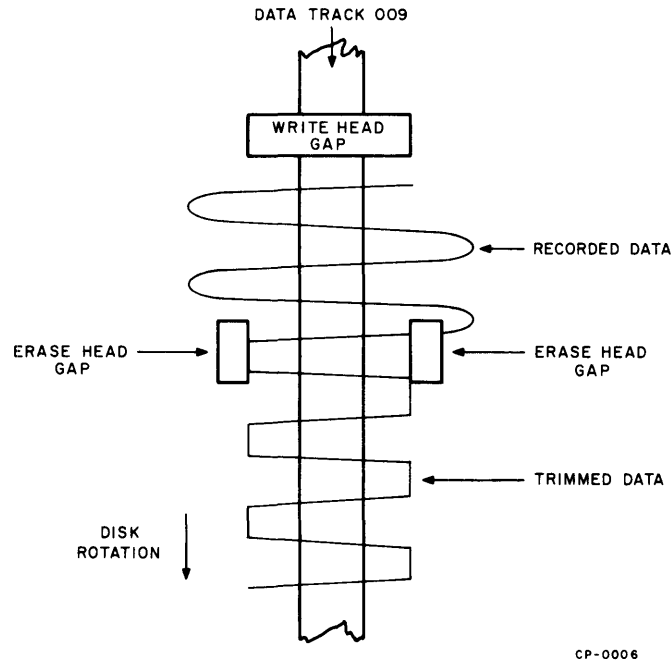 DATA TRACK 009
WRITE HEAD
GAP
RECORDED DATA
ERASE HEAD
GAP
ERASE HEAD
GAP
TRIMMED DATA
DISK
ROTATION
CP-0006